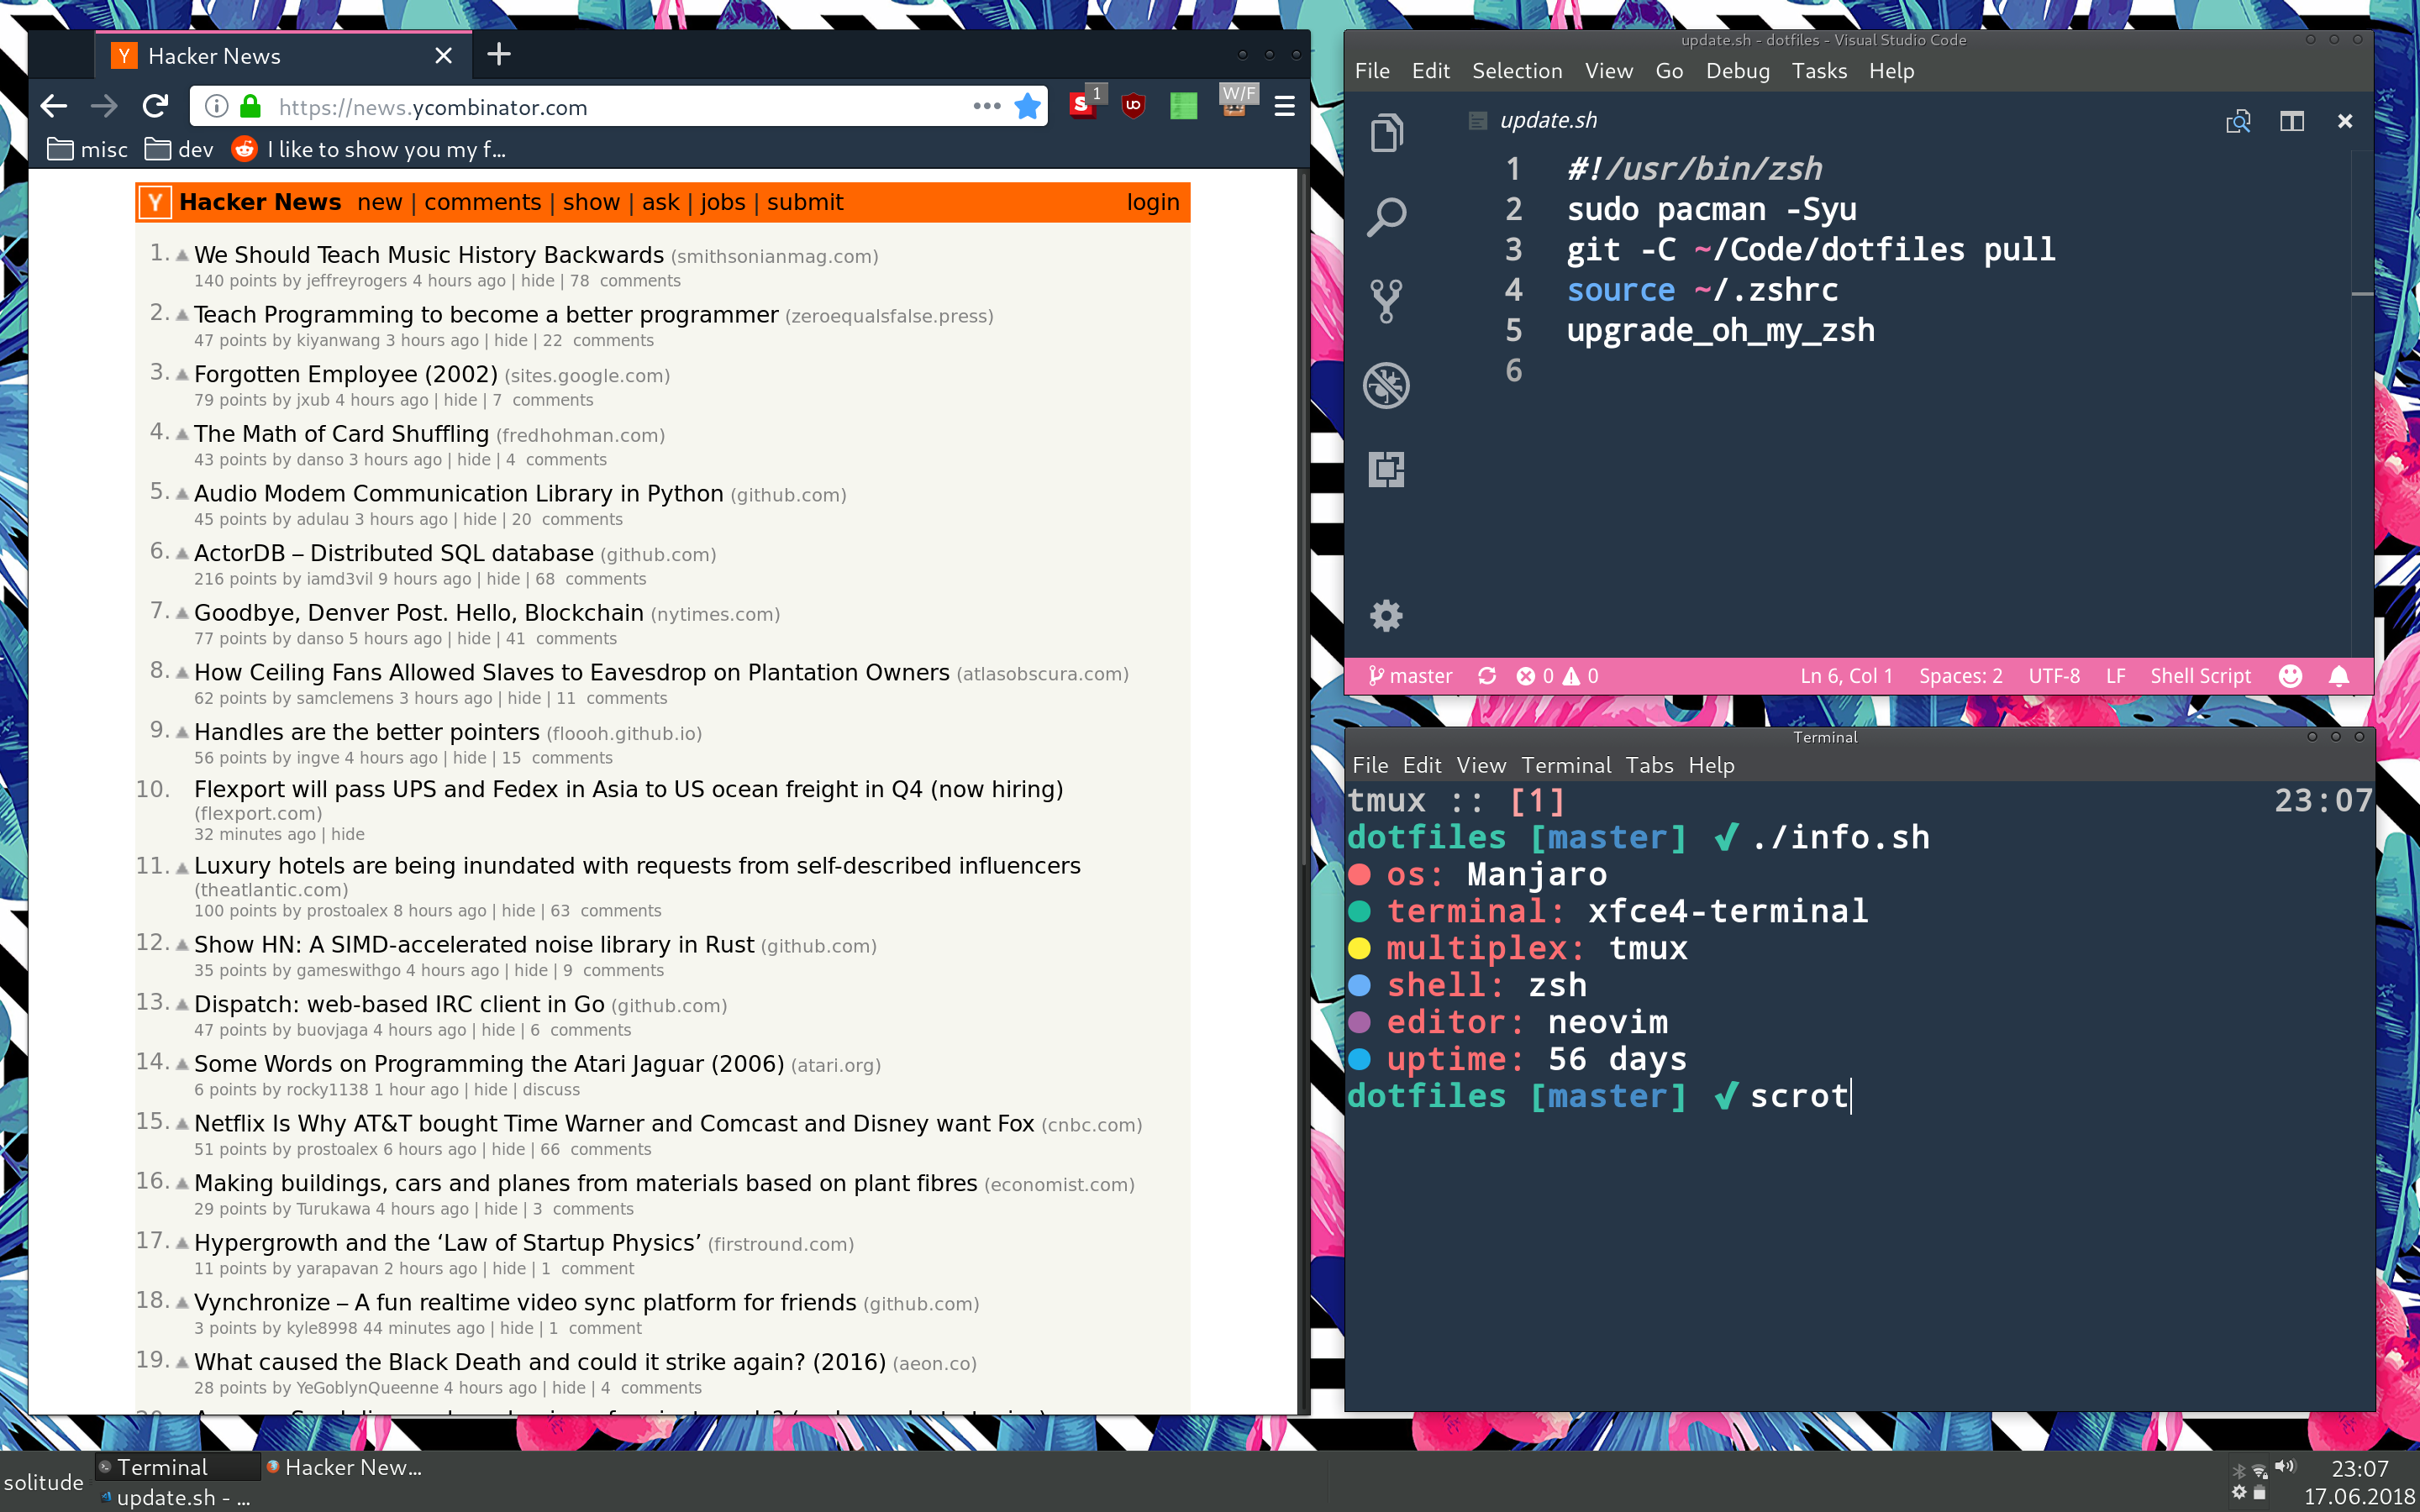 Hacker News
https://news.ycombinator.com
1
W/F
misc
dev
I like to show you my f...
Y Hacker News new | comments | show | ask | jobs | submit login
1. We Should Teach Music History Backwards (smithsonianmag.com)
140 points by jeffreyrogers 4 hours ago | hide | 78 comments
2. Teach Programming to become a better programmer (zeroequalsfalse.press)
47 points by kiyanwang 3 hours ago | hide | 22 comments
3. Forgotten Employee (2002) (sites.google.com)
79 points by jxub 4 hours ago | hide | 7 comments
4. The Math of Card Shuffling (fredhohman.com)
43 points by danso 3 hours ago | hide | 4 comments
5. Audio Modem Communication Library in Python (github.com)
45 points by adulau 3 hours ago | hide | 20 comments
6. ActorDB – Distributed SQL database (github.com)
216 points by iamd3vil 9 hours ago | hide | 68 comments
7. Goodbye, Denver Post. Hello, Blockchain (nytimes.com)
77 points by danso 5 hours ago | hide | 41 comments
8. How Ceiling Fans Allowed Slaves to Eavesdrop on Plantation Owners (atlasobscura.com)
62 points by samclemens 3 hours ago | hide | 11 comments
9. Handles are the better pointers (floooh.github.io)
56 points by ingve 4 hours ago | hide | 15 comments
10. Flexport will pass UPS and Fedex in Asia to US ocean freight in Q4 (now hiring)
(flexport.com)
32 minutes ago | hide
11. Luxury hotels are being inundated with requests from self-described influencers
(theatlantic.com)
100 points by prostoalex 8 hours ago | hide | 63 comments
12. Show HN: A SIMD-accelerated noise library in Rust (github.com)
35 points by gameswithgo 4 hours ago | hide | 9 comments
13. Dispatch: web-based IRC client in Go (github.com)
47 points by buovjaga 4 hours ago | hide | 6 comments
14. Some Words on Programming the Atari Jaguar (2006) (atari.org)
6 points by rocky1138 1 hour ago | hide | discuss
15. Netflix Is Why AT&T bought Time Warner and Comcast and Disney want Fox (cnbc.com)
51 points by prostoalex 6 hours ago | hide | 66 comments
16. Making buildings, cars and planes from materials based on plant fibres (economist.com)
29 points by Turukawa 4 hours ago | hide | 3 comments
17. Hypergrowth and the ‘Law of Startup Physics’ (firstround.com)
11 points by yarapavan 2 hours ago | hide | 1 comment
18. Vynchronize – A fun realtime video sync platform for friends (github.com)
3 points by kyle8998 44 minutes ago | hide | 1 comment
19. What caused the Black Death and could it strike again? (2016) (aeon.co)
28 points by YeGoblynQueenne 4 hours ago | hide | 4 comments
update.sh - dotfiles - Visual Studio Code
File Edit Selection View Go Debug Tasks Help
update.sh
1 #!/usr/bin/zsh
2 sudo pacman -Syu
3 git -C ~/Code/dotfiles pull
4 source ~/.zshrc
5 upgrade_oh_my_zsh
6
master 0 0 Ln 6, Col 1 Spaces: 2 UTF-8 LF Shell Script
Terminal
File Edit View Terminal Tabs Help
tmux :: [1] 23:07
dotfiles [master] ✔ ./info.sh
os: Manjaro
terminal: xfce4-terminal
multiplex: tmux
shell: zsh
editor: neovim
uptime: 56 days
dotfiles [master] ✔ scrot
solitude
Terminal
Hacker New...
update.sh - ...
23:07
17.06.2018